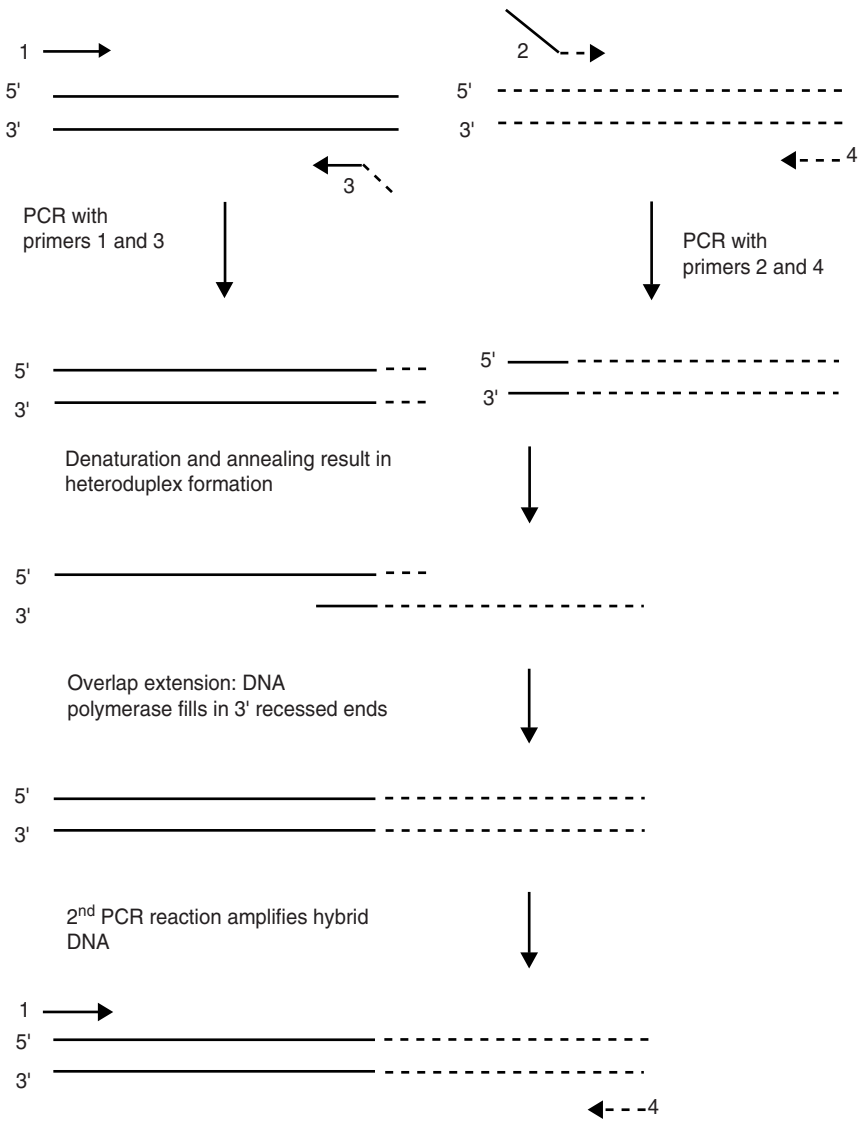 1
2
5'
3'
5'
3'
3
4
PCR with
primers 1 and 3
PCR with
primers 2 and 4
5'
3'
5'
3'
Denaturation and annealing result in
heteroduplex formation
5'
3'
Overlap extension: DNA
polymerase fills in 3' recessed ends
5'
3'
2nd PCR reaction amplifies hybrid
DNA
1
5'
3'
4